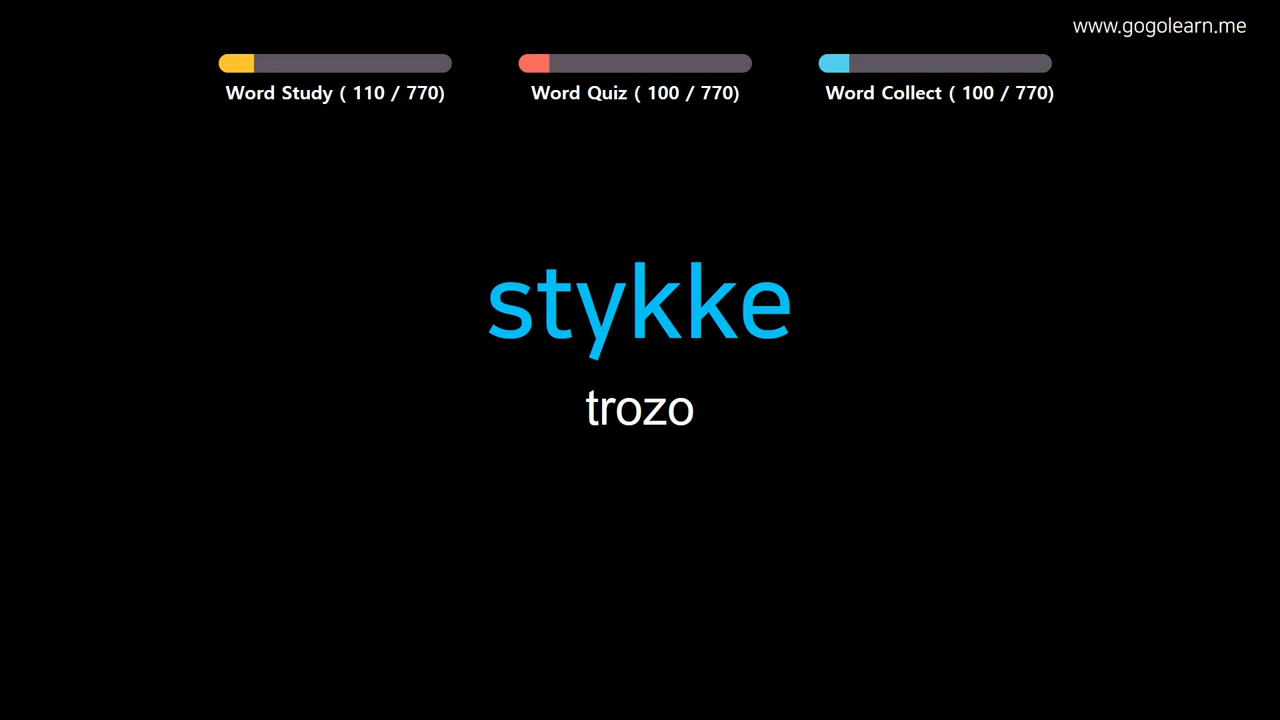 www.gogolearn.me
Word Study ( 110 / 770)
Word Quiz ( 100 / 770)
Word Collect ( 100 / 770)
stykke
trozo